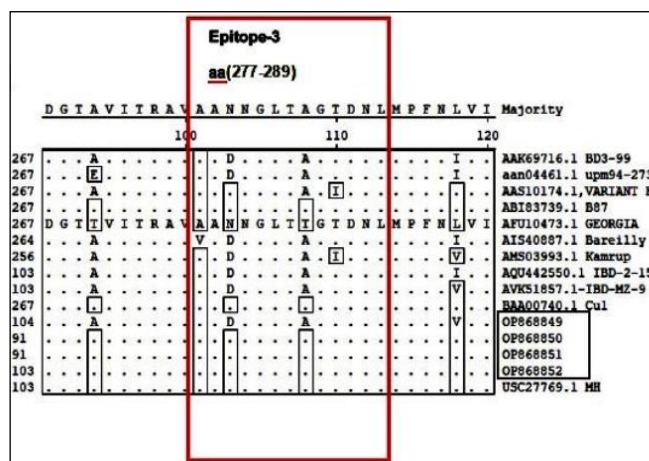 Epitope-3
aa(277-289)
D G T A V I T R A V A A N N G L T A G T D N L M P F N L V I Majority
100 110 120
267 . . . A . . . . . . . . D . . . . A . . . . . . . . . I . . AAK69716.1 BD3-99
267 . . . E . . . . . . . . D . . . . A . . . . . . . . . I . . aan04461.1 upm94-273
267 . . . A . . . . . . . . . . . . . A . I . . . . . . . . . . AAS10174.1,VARIANT
267 . . . . . . . . . . . . . . . . . . . . . . . . . . . . . . ABI83739.1 B87
267 D G T T V I T R A V A A N N G L T T G T D N L M P F N L V I AFU10473.1 GEORGIA
264 . . . A . . . . . . V . D . . . . A . . . . . . . . . I . . AIS40887.1 Bareilly
256 . . . A . . . . . . . . D . . . . A . I . . . . . . . V . . AMS03993.1 Kamrup
103 . . . A . . . . . . . . D . . . . A . . . . . . . . . I . . AQU442550.1 IBD-2-15
103 . . . A . . . . . . . . D . . . . A . . . . . . . . . V . . AVK51857.1-IBD-MZ-9
267 . . . . . . . . . . . . . . . . . . . . . . . . . . . . . . BAA00740.1 Cul
104 . . . A . . . . . . . . D . . . . A . . . . . . . . . V . . OP868849
91 . . . . . . . . . . . . . . . . . . . . . . . . . . . . . . OP868850
91 . . . . . . . . . . . . . . . . . . . . . . . . . . . . . . OP868851
103 . . . . . . . . . . . . . . . . . . . . . . . . . . . . . . OP868852
103 . . . . . . . . . . . . . . . . . . . . . . . . . . . . . . USC27769.1 MH